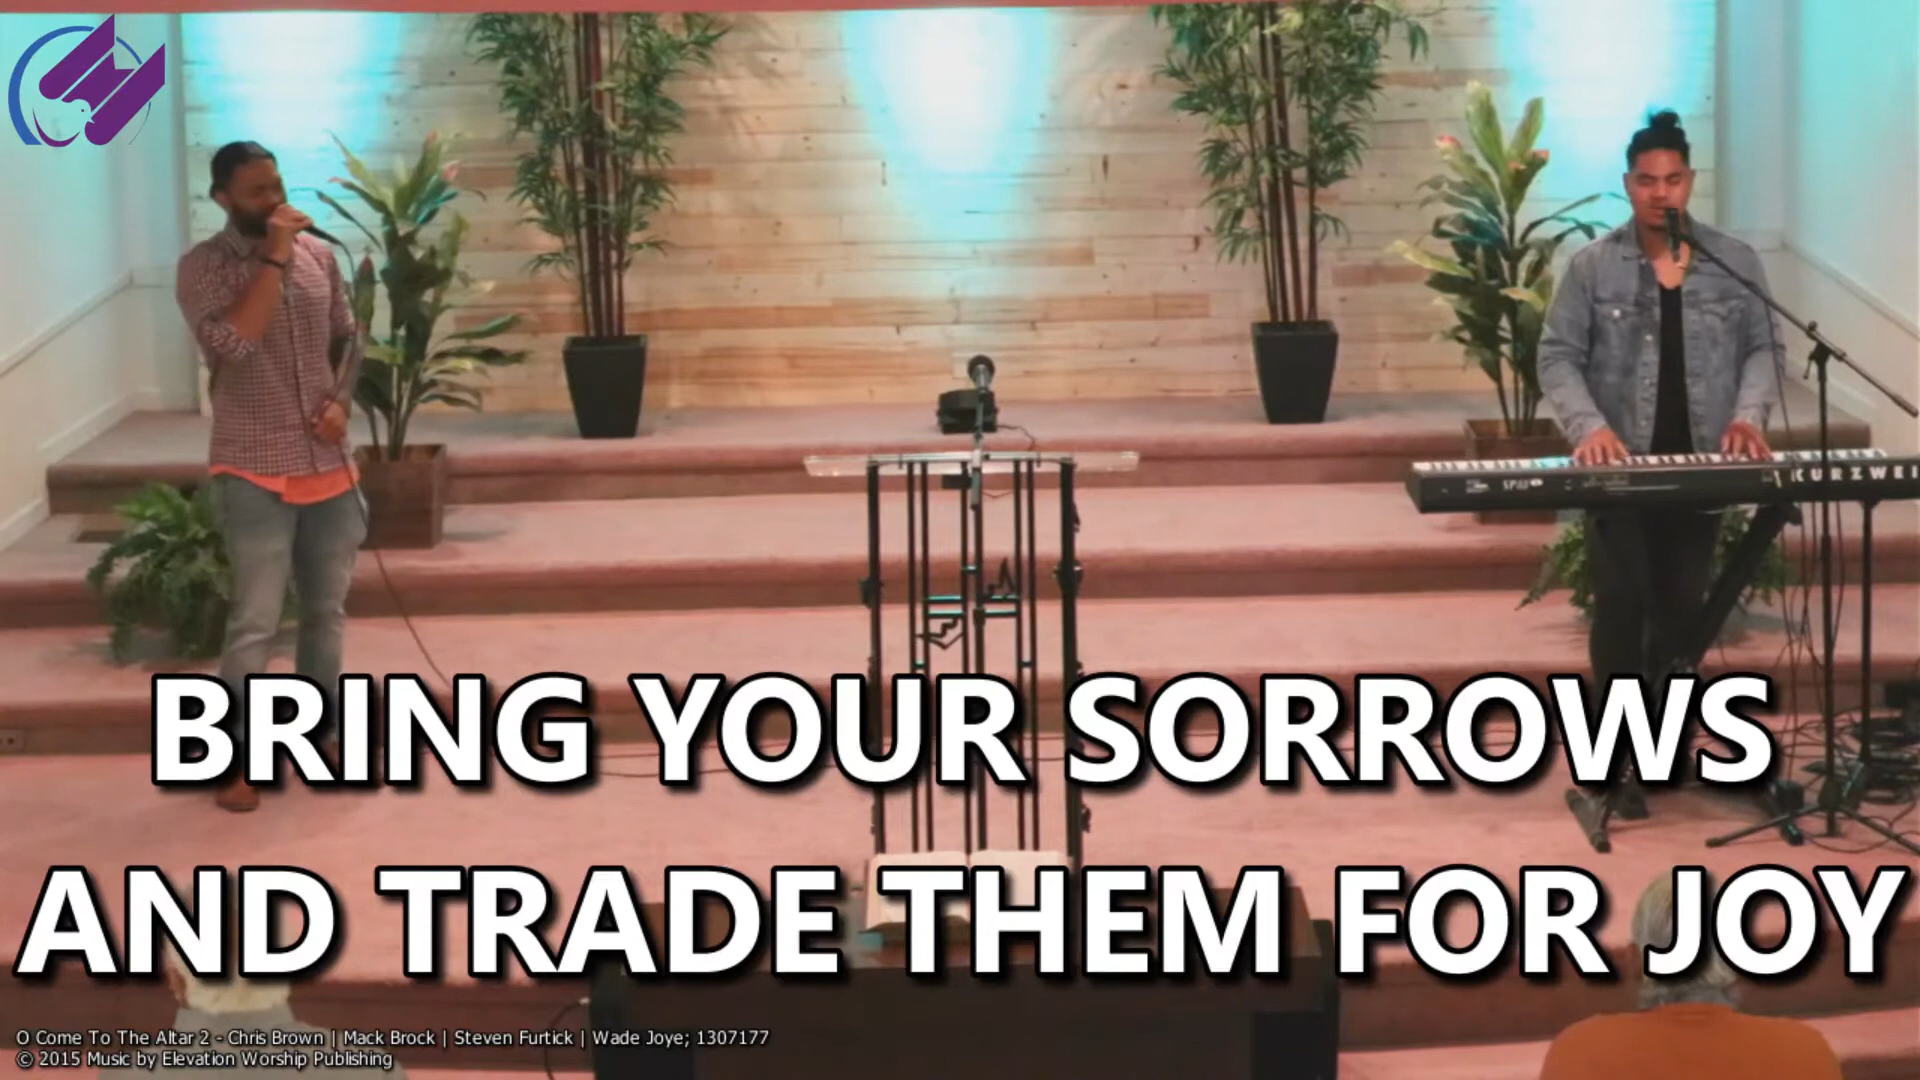 KURZWEI
SP
BRING YOUR SORROWS
AND TRADE THEM FOR JOY
O Come To The Altar 2 - Chris Brown | Mack Brock | Steven Furtick | Wade Joye; 1307177
© 2015 Music by Elevation Worship Publishing